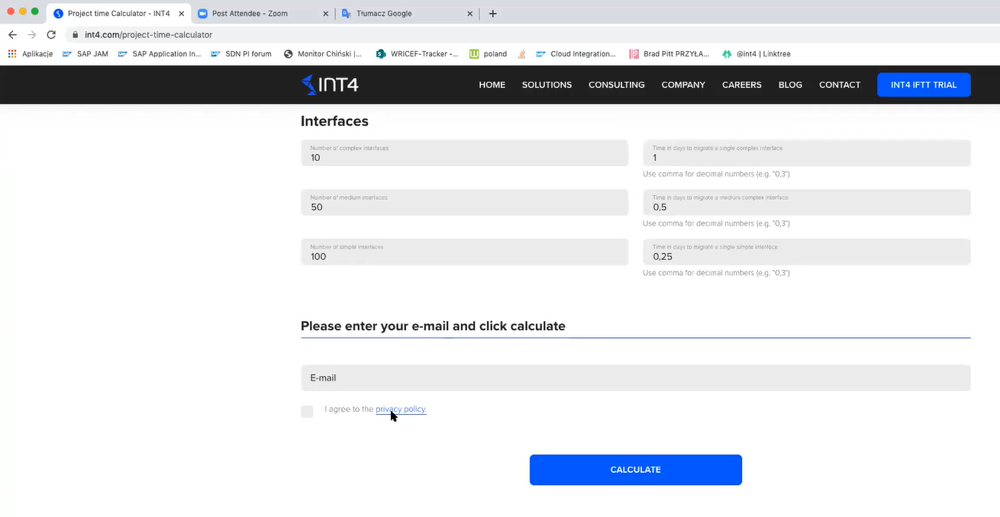 Project time Calculator - INT4
Post Attendee - Zoom
Tłumacz Google
int4.com/project-time-calculator
Aplikacje
SAP JAM
SAP Application In...
SDN PI forum
Monitor Chiński |...
WRICEF-Tracker -...
poland
Cloud Integration...
Brad Pitt PRZYŁA...
@int4 | Linktree
INT4
HOME
SOLUTIONS
CONSULTING
COMPANY
CAREERS
BLOG
CONTACT
INT4 IFTT TRIAL
Interfaces
Number of complex interfaces
10
Time in days to migrate a single complex interface
1
Use comma for decimal numbers (e.g. "0,3")
Number of medium interfaces
50
Time in days to migrate a medium complex interface
0,5
Use comma for decimal numbers (e.g. "0,3")
Number of simple interfaces
100
Time in days to migrate a single simple interface
0,25
Use comma for decimal numbers (e.g. "0,3")
Please enter your e-mail and click calculate
E-mail
I agree to the privacy policy.
CALCULATE